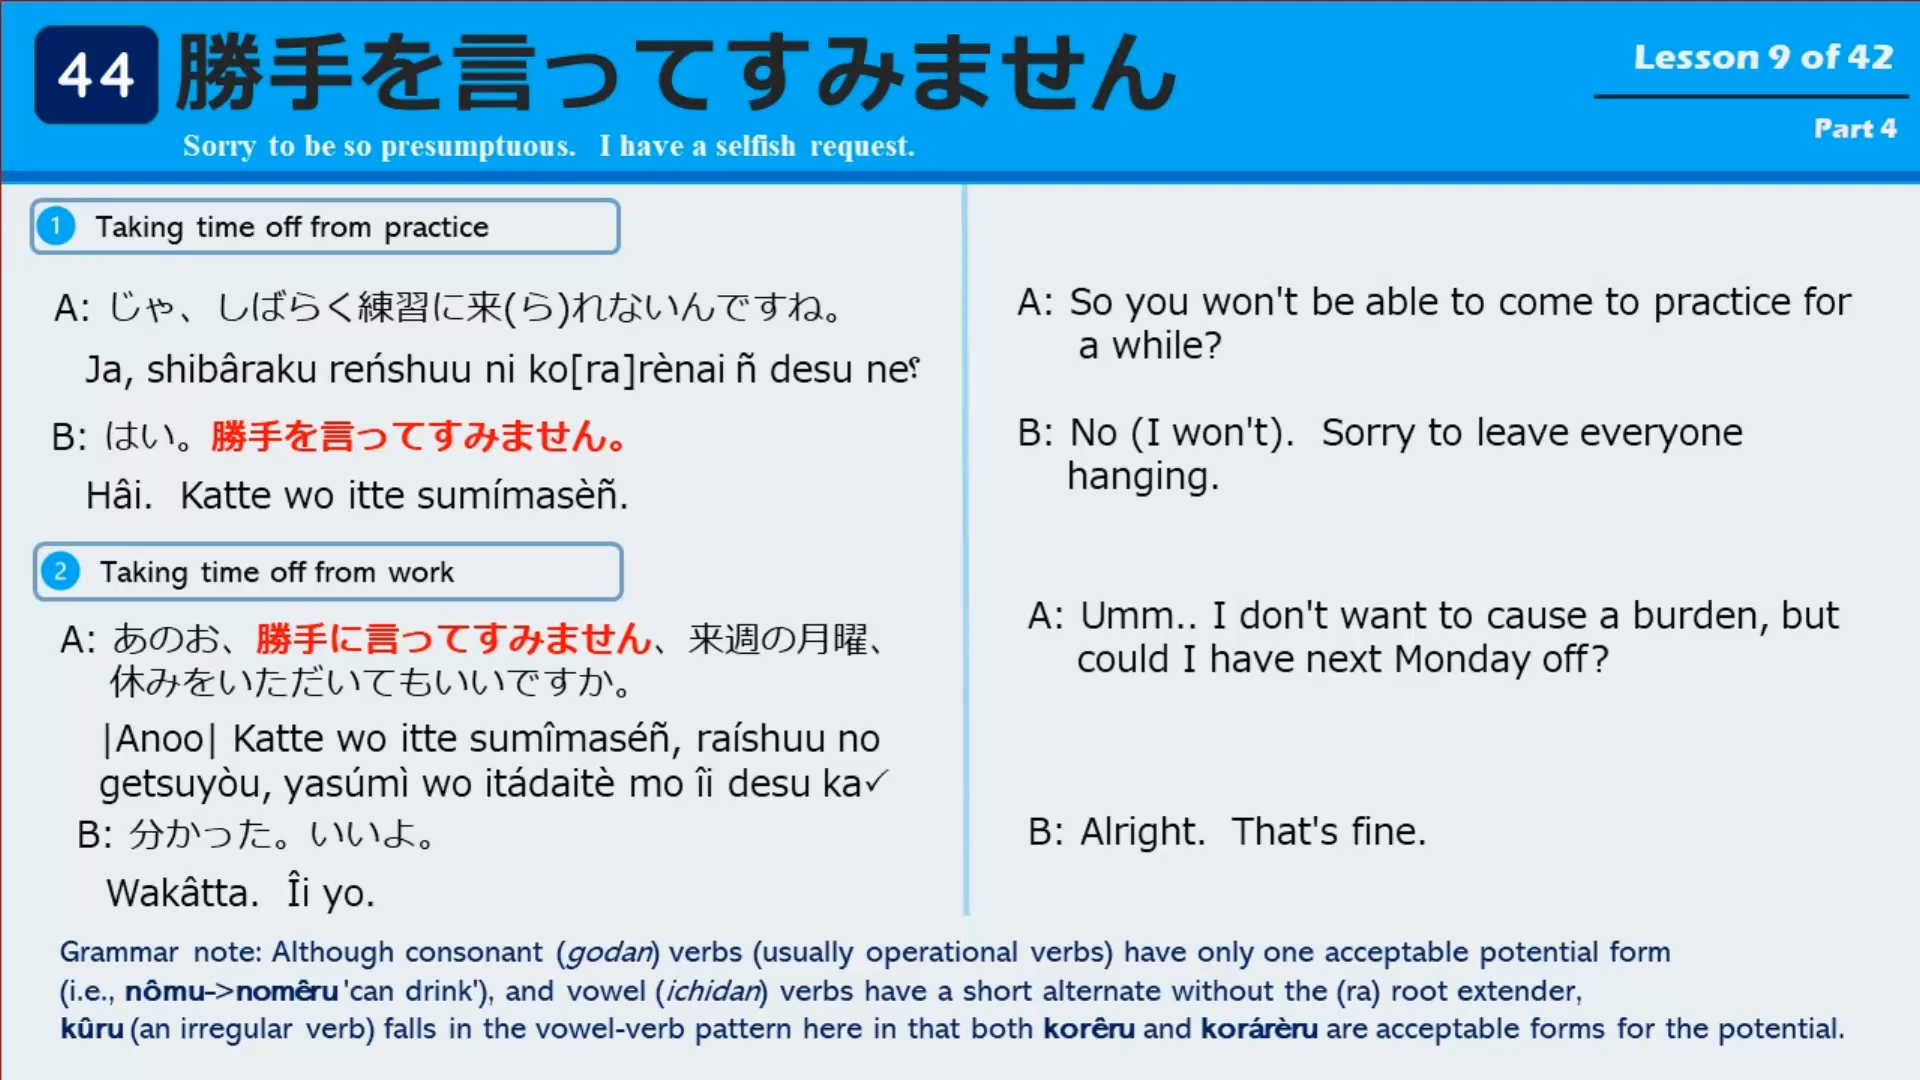 44 勝手を言ってすみません
Lesson 9 of 42
Sorry to be so presumptuous. I have a selfish request.
Part 4
1 Taking time off from practice
A: じゃ、しばらく練習に来(ら)れないんですね。
Ja, shibâraku reńshuu ni ko[ra]rènai ñ desu ne؟
B: はい。勝手を言ってすみません。
Hâi. Katte wo itte sumímasèñ.
2 Taking time off from work
A: あのお、勝手に言ってすみません、来週の月曜、
休みをいただいてもいいですか。
|Anoo| Katte wo itte sumîmaséñ, raíshuu no
getsuyòu, yasúmì wo itádaitè mo îi desu ka✓
B: 分かった。いいよ。
Wakâtta. Îi yo.
A: So you won't be able to come to practice for
a while?
B: No (I won't). Sorry to leave everyone
hanging.
A: Umm.. I don't want to cause a burden, but
could I have next Monday off?
B: Alright. That's fine.
Grammar note: Although consonant (godan) verbs (usually operational verbs) have only one acceptable potential form
(i.e., nômu->nomêru 'can drink'), and vowel (ichidan) verbs have a short alternate without the (ra) root extender,
kûru (an irregular verb) falls in the vowel-verb pattern here in that both korêru and korárèru are acceptable forms for the potential.